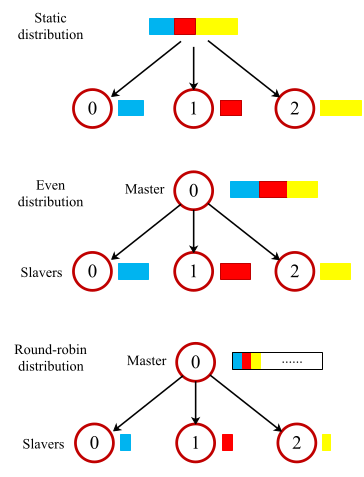 Static
distribution
0
1
2
Even
distribution
Master
0
Slavers
0
1
2
Round-robin
distribution
Master
0
......
Slavers
0
1
2